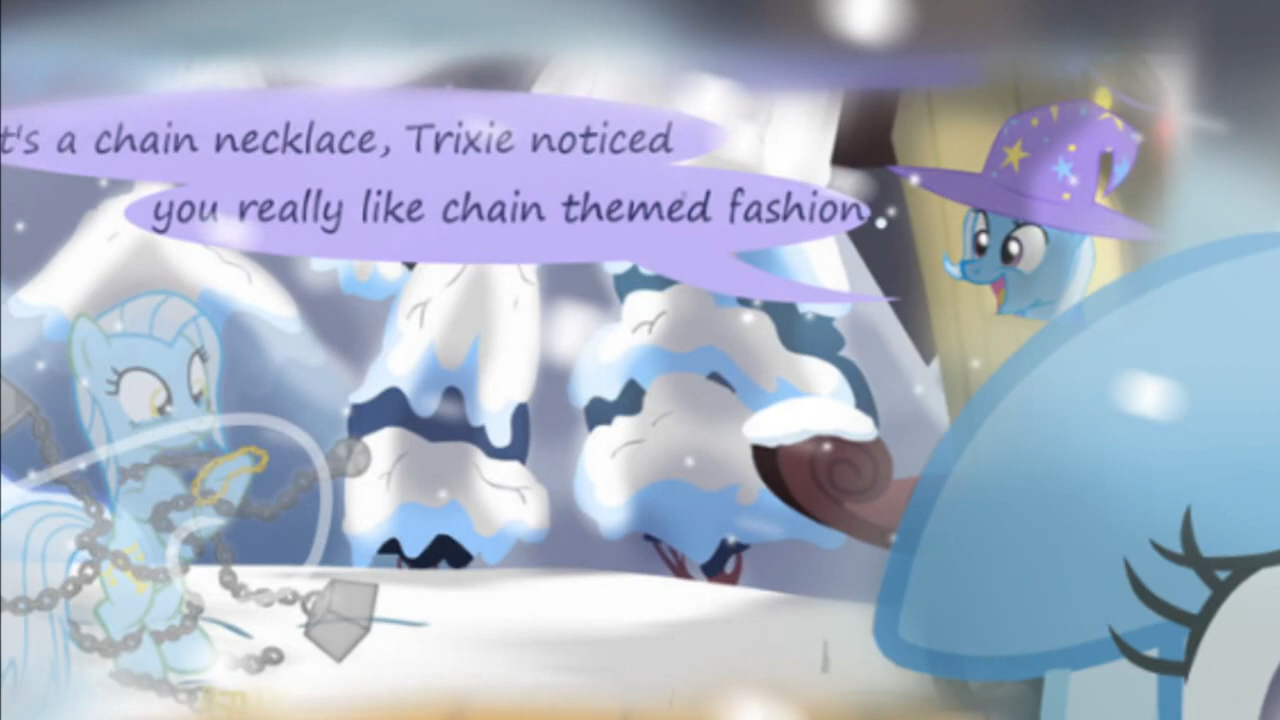 t's a chain necklace, Trixie noticed
you really like chain themed fashion